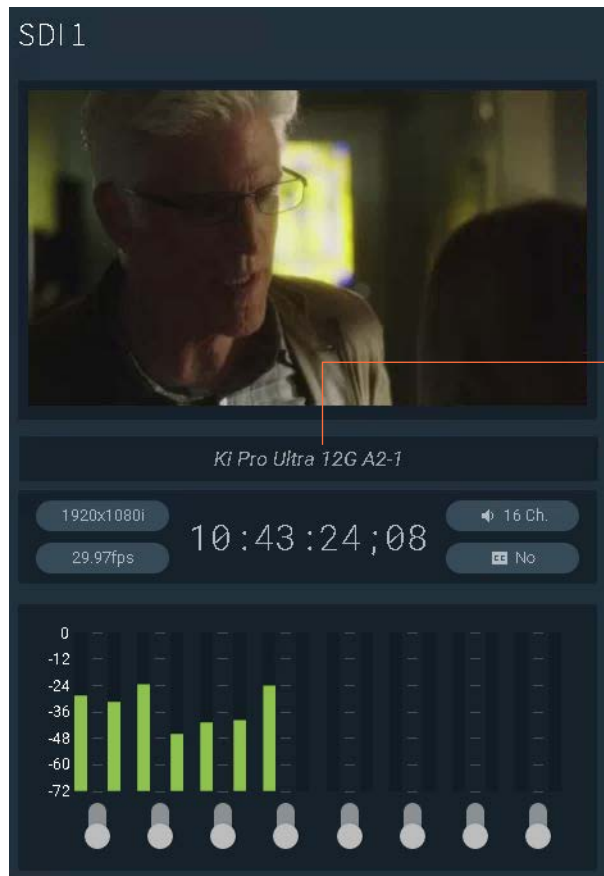 SDI 1
Ki Pro Ultra 12G A2-1
1920x1080i
10:43:24;08
16 Ch.
29.97fps
CC No
0
-12
-24
-36
-48
-60
-72